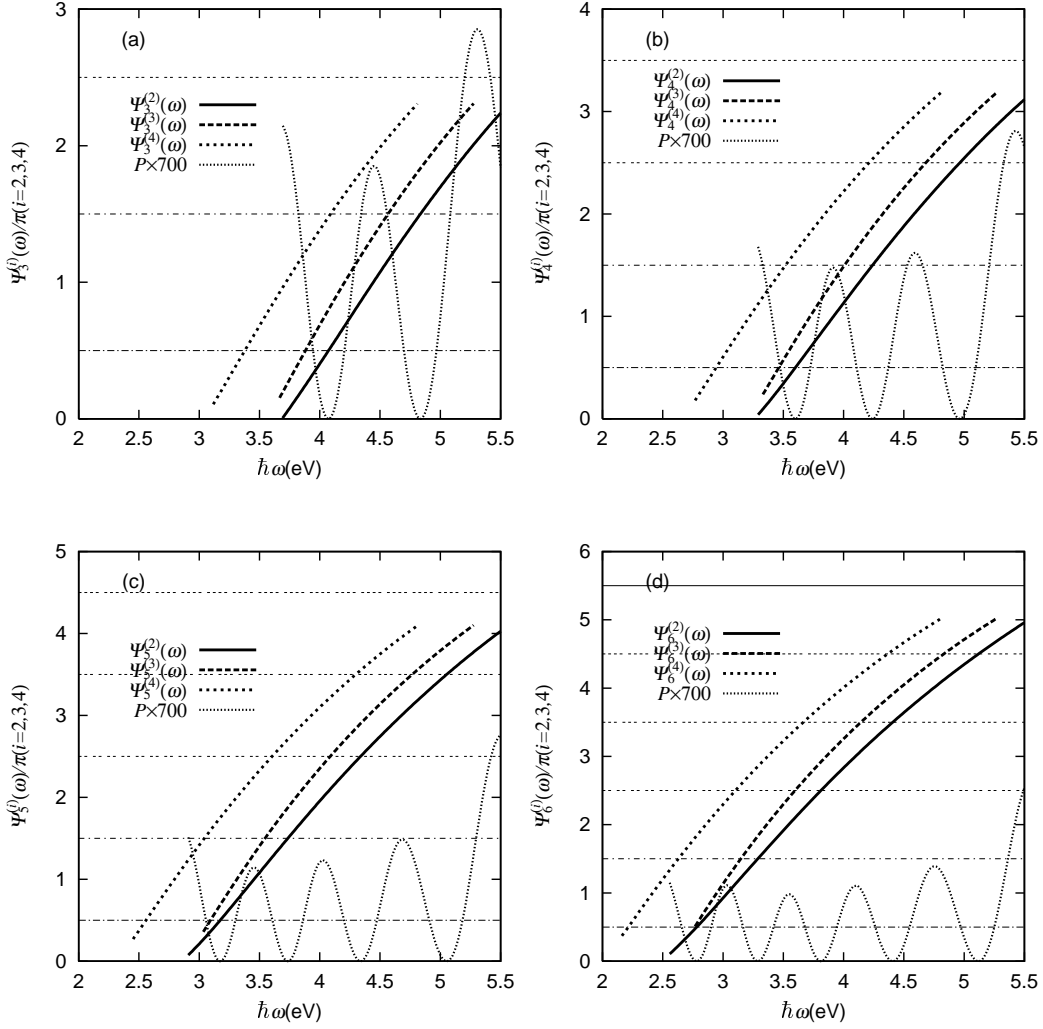 (a)
Ψ₃⁽²⁾(ω)
Ψ₃⁽³⁾(ω)
Ψ₃⁽⁴⁾(ω)
P×700
Ψ₃⁽ⁱ⁾(ω)/π(i=2,3,4)
3
2
1
0
2 2.5 3 3.5 4 4.5 5 5.5
ħω(eV)
(b)
Ψ₄⁽²⁾(ω)
Ψ₄⁽³⁾(ω)
Ψ₄⁽⁴⁾(ω)
P×700
Ψ₄⁽ⁱ⁾(ω)/π(i=2,3,4)
4
3
2
1
0
2 2.5 3 3.5 4 4.5 5 5.5
ħω(eV)
(c)
Ψ₅⁽²⁾(ω)
Ψ₅⁽³⁾(ω)
Ψ₅⁽⁴⁾(ω)
P×700
Ψ₅⁽ⁱ⁾(ω)/π(i=2,3,4)
5
4
3
2
1
0
2 2.5 3 3.5 4 4.5 5 5.5
ħω(eV)
(d)
Ψ₆⁽²⁾(ω)
Ψ₆⁽³⁾(ω)
Ψ₆⁽⁴⁾(ω)
P×700
Ψ₆⁽ⁱ⁾(ω)/π(i=2,3,4)
6
5
4
3
2
1
0
2 2.5 3 3.5 4 4.5 5 5.5
ħω(eV)